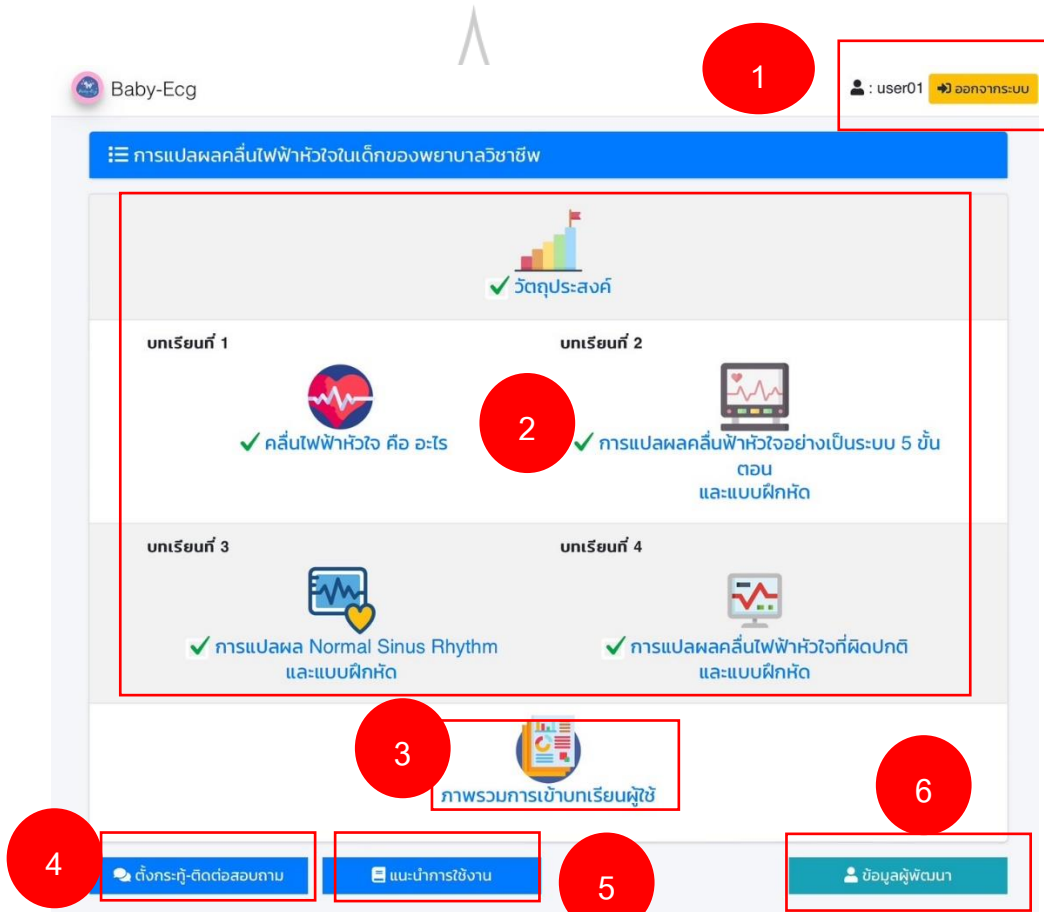 1
Baby-Ecg
: user01 ออกจากระบบ
การแปลผลคลื่นไฟฟ้าหัวใจในเด็กของพยาบาลวิชาชีพ
วัตถุประสงค์
บทเรียนที่ 1
บทเรียนที่ 2
2
คลื่นไฟฟ้าหัวใจ คือ อะไร
การแปลผลคลื่นฟ้าหัวใจอย่างเป็นระบบ 5 ขั้น
ตอน
และแบบฝึกหัด
บทเรียนที่ 3
บทเรียนที่ 4
การแปลผล Normal Sinus Rhythm
และแบบฝึกหัด
การแปลผลคลื่นไฟฟ้าหัวใจที่ผิดปกติ
และแบบฝึกหัด
3
ภาพรวมการเข้าบทเรียนผู้ใช้
6
4
ตั้งกระทู้-ติดต่อสอบถาม
แนะนำการใช้งาน
5
ข้อมูลผู้พัฒนา